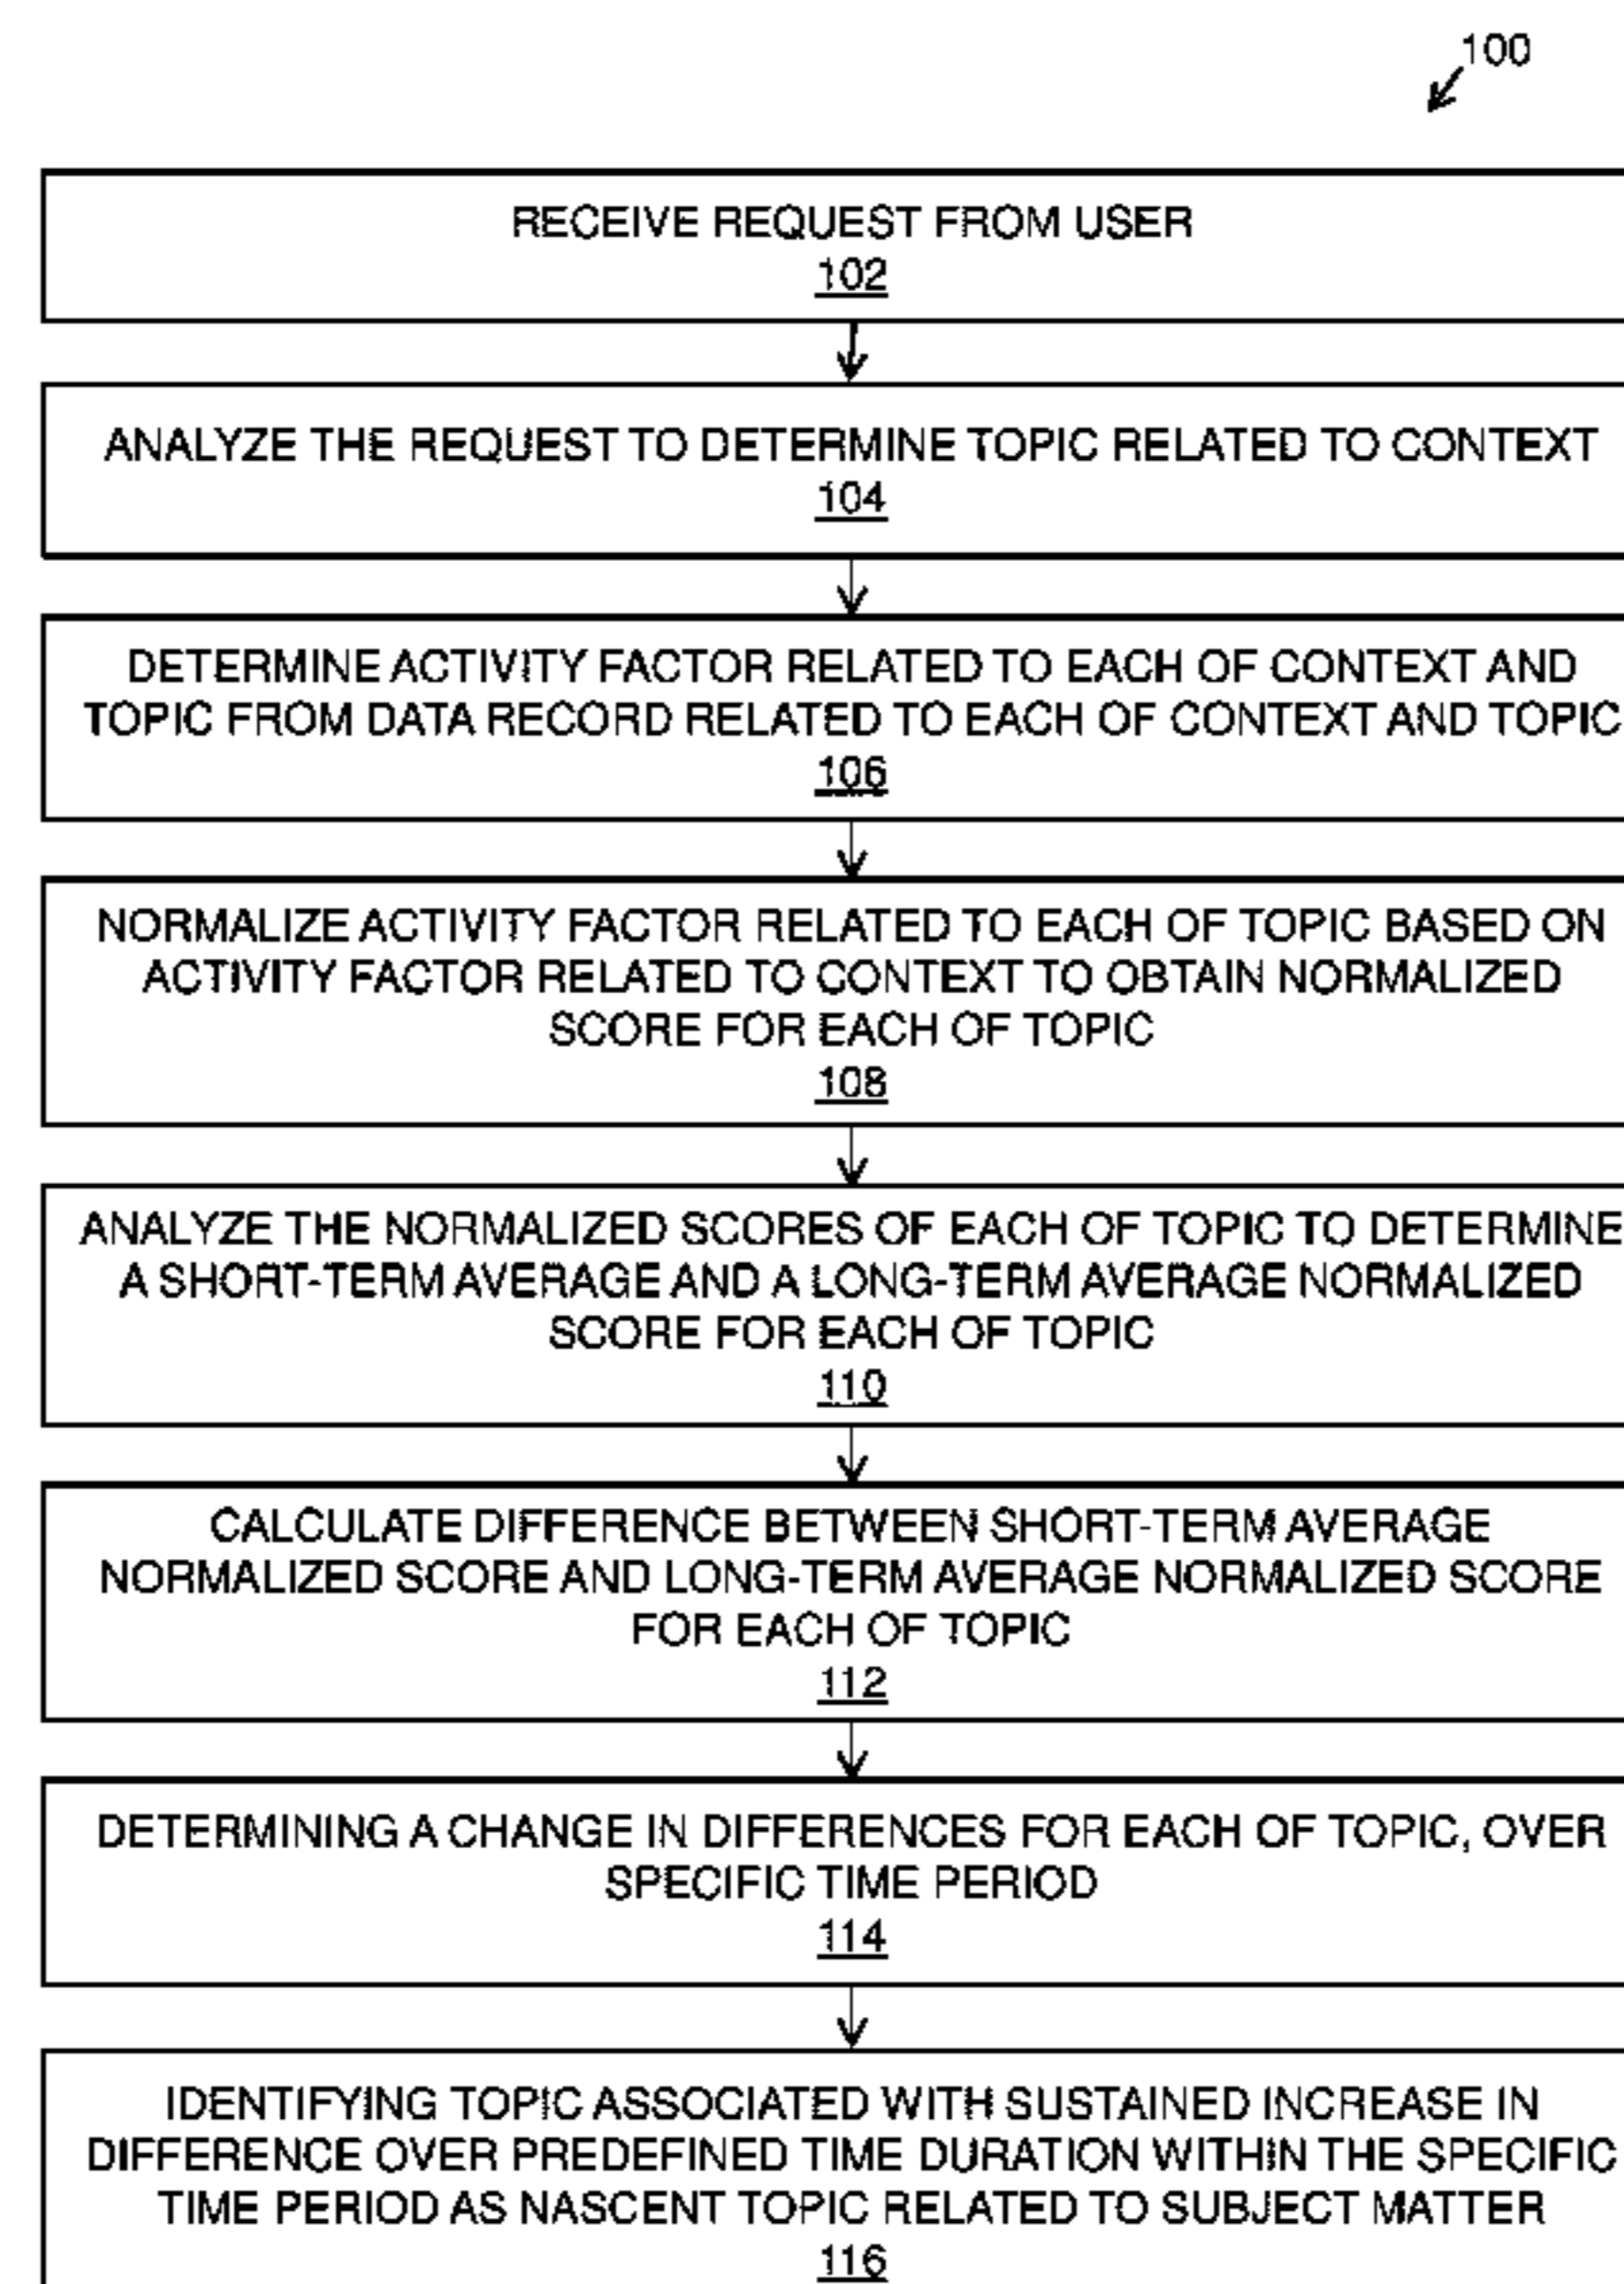 100
RECEIVE REQUEST FROM USER
102
ANALYZE THE REQUEST TO DETERMINE TOPIC RELATED TO CONTEXT
104
DETERMINE ACTIVITY FACTOR RELATED TO EACH OF CONTEXT AND
TOPIC FROM DATA RECORD RELATED TO EACH OF CONTEXT AND TOPIC
106
NORMALIZE ACTIVITY FACTOR RELATED TO EACH OF TOPIC BASED ON
ACTIVITY FACTOR RELATED TO CONTEXT TO OBTAIN NORMALIZED
SCORE FOR EACH OF TOPIC
108
ANALYZE THE NORMALIZED SCORES OF EACH OF TOPIC TO DETERMINE
A SHORT-TERM AVERAGE AND A LONG-TERM AVERAGE NORMALIZED
SCORE FOR EACH OF TOPIC
110
CALCULATE DIFFERENCE BETWEEN SHORT-TERM AVERAGE
NORMALIZED SCORE AND LONG-TERM AVERAGE NORMALIZED SCORE
FOR EACH OF TOPIC
112
DETERMINING A CHANGE IN DIFFERENCES FOR EACH OF TOPIC, OVER
SPECIFIC TIME PERIOD
114
IDENTIFYING TOPIC ASSOCIATED WITH SUSTAINED INCREASE IN
DIFFERENCE OVER PREDEFINED TIME DURATION WITHIN THE SPECIFIC
TIME PERIOD AS NASCENT TOPIC RELATED TO SUBJECT MATTER
116